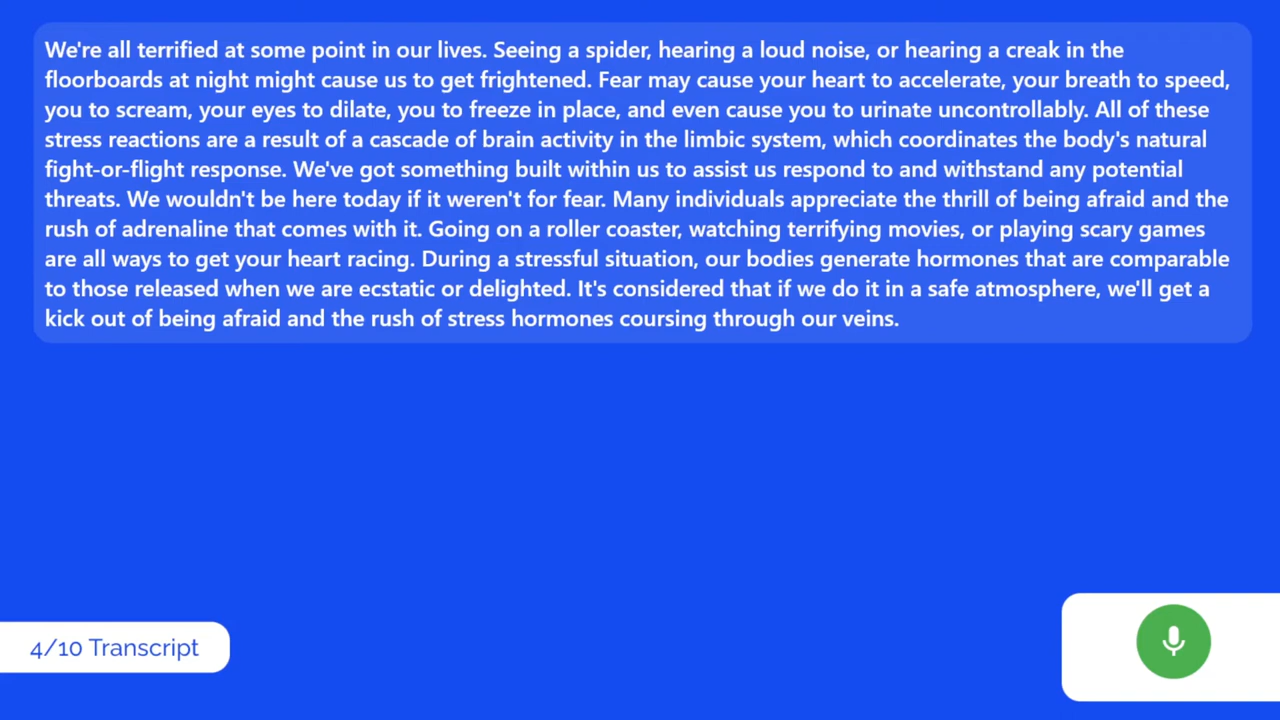 We're all terrified at some point in our lives. Seeing a spider, hearing a loud noise, or hearing a creak in the
floorboards at night might cause us to get frightened. Fear may cause your heart to accelerate, your breath to speed,
you to scream, your eyes to dilate, you to freeze in place, and even cause you to urinate uncontrollably. All of these
stress reactions are a result of a cascade of brain activity in the limbic system, which coordinates the body's natural
fight-or-flight response. We've got something built within us to assist us respond to and withstand any potential
threats. We wouldn't be here today if it weren't for fear. Many individuals appreciate the thrill of being afraid and the
rush of adrenaline that comes with it. Going on a roller coaster, watching terrifying movies, or playing scary games
are all ways to get your heart racing. During a stressful situation, our bodies generate hormones that are comparable
to those released when we are ecstatic or delighted. It's considered that if we do it in a safe atmosphere, we'll get a
kick out of being afraid and the rush of stress hormones coursing through our veins.
4/10 Transcript